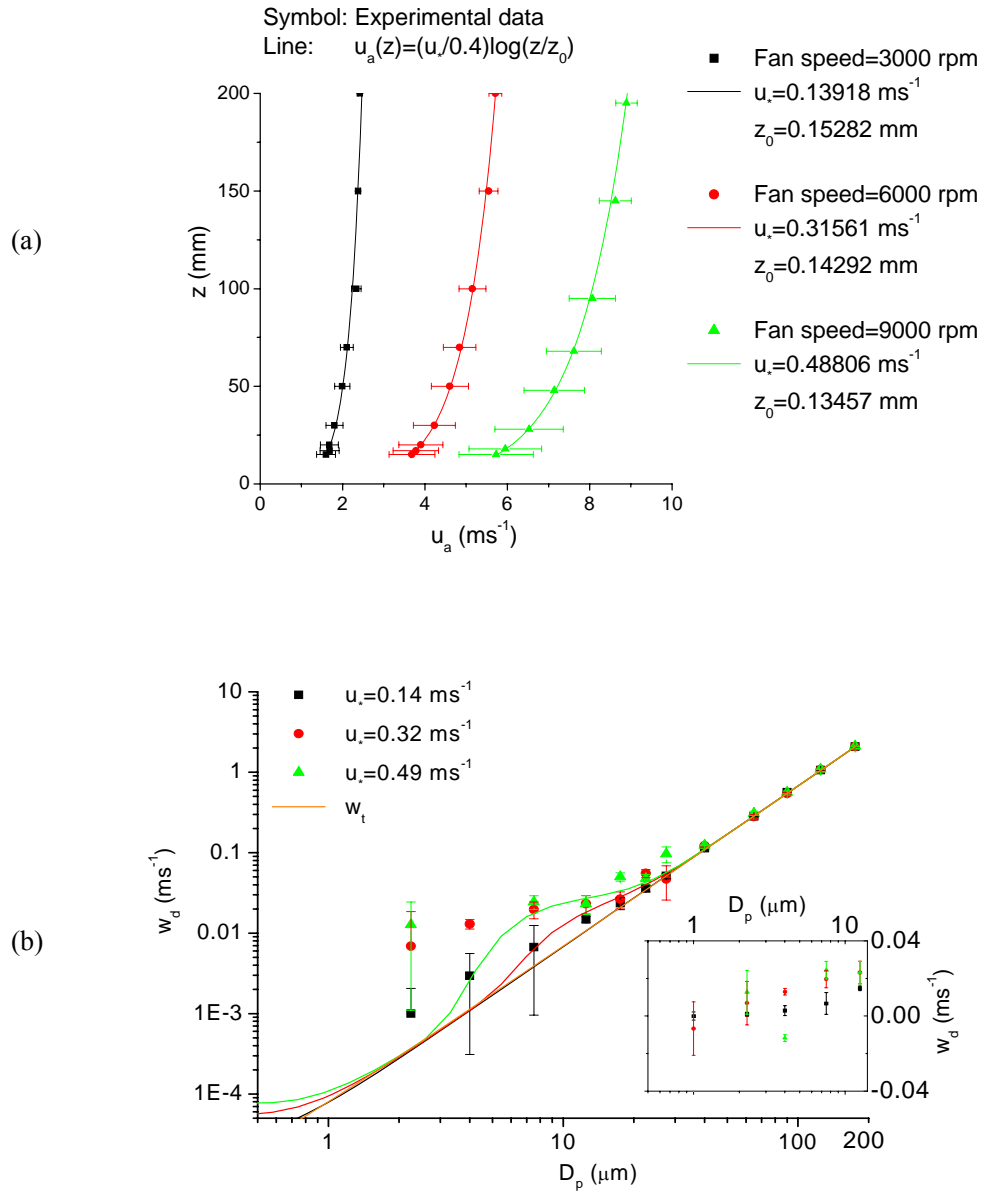 Symbol: Experimental data
Line: u_a(z)=(u_*/0.4)log(z/z_0)
Fan speed=3000 rpm
u_*=0.13918 ms^-1
z_0=0.15282 mm
Fan speed=6000 rpm
u_*=0.31561 ms^-1
z_0=0.14292 mm
Fan speed=9000 rpm
u_*=0.48806 ms^-1
z_0=0.13457 mm
(a)
z (mm)
200
150
100
50
0
0 2 4 6 8 10
u_a (ms^-1)
(b)
w_d (ms^-1)
10
1
0.1
0.01
1E-3
1E-4
u_*=0.14 ms^-1
u_*=0.32 ms^-1
u_*=0.49 ms^-1
w_t
D_p (μm)
1 10
0.04
0.00
-0.04
w_d (ms^-1)
1 10 100 200
D_p (μm)